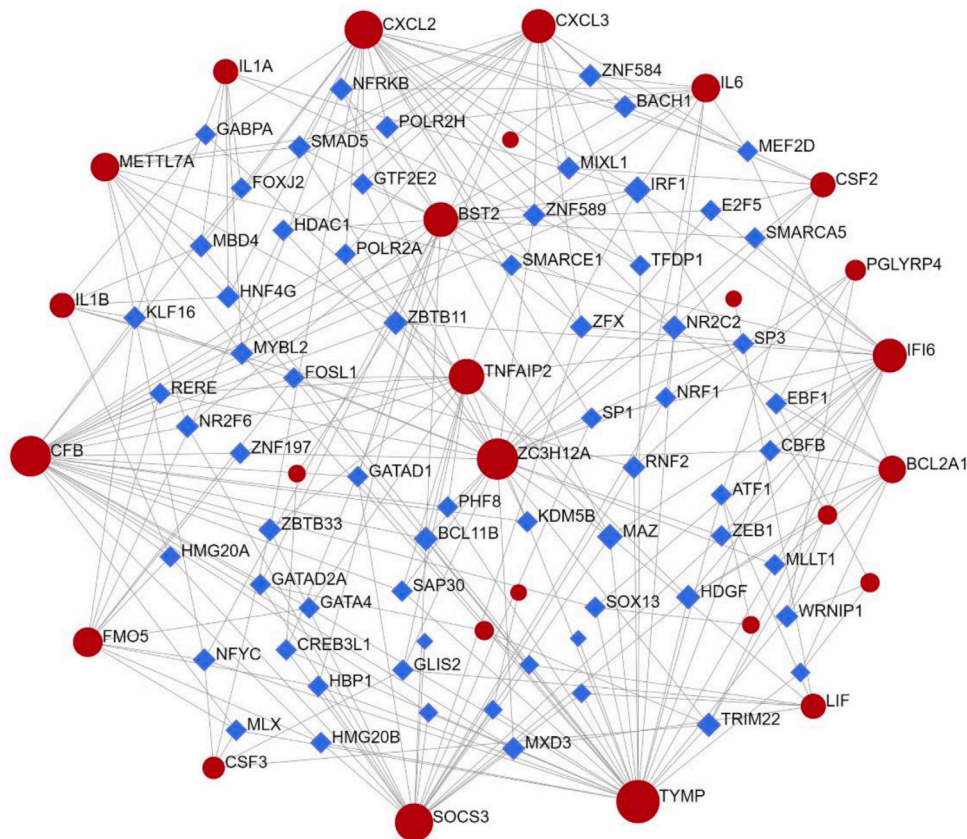 CXCL2
CXCL3
IL1A
ZNF584
IL6
NFRKB
BACH1
GABPA
POLR2H
SMAD5
MEF2D
METTL7A
MIXL1
FOXJ2
GTF2E2
IRF1
CSF2
BST2
ZNF589
E2F5
HDAC1
SMARCA5
MBD4
POLR2A
SMARCE1
TFDP1
PGLYRP4
HNF4G
IL1B
KLF16
ZBTB11
ZFX
NR2C2
SP3
MYBL2
IFI6
FOSL1
TNFAIP2
RERE
NRF1
EBF1
NR2F6
SP1
CFB
ZNF197
ZC3H12A
CBFB
GATAD1
RNF2
BCL2A1
PHF8
ATF1
KDM5B
ZBTB33
BCL11B
MAZ
ZEB1
HMG20A
MLLT1
GATAD2A
SAP30
GATA4
SOX13
HDGF
WRNIP1
FMO5
NFYC
CREB3L1
GLIS2
HBP1
LIF
MLX
TRIM22
HMG20B
MXD3
CSF3
TYMP
SOCS3